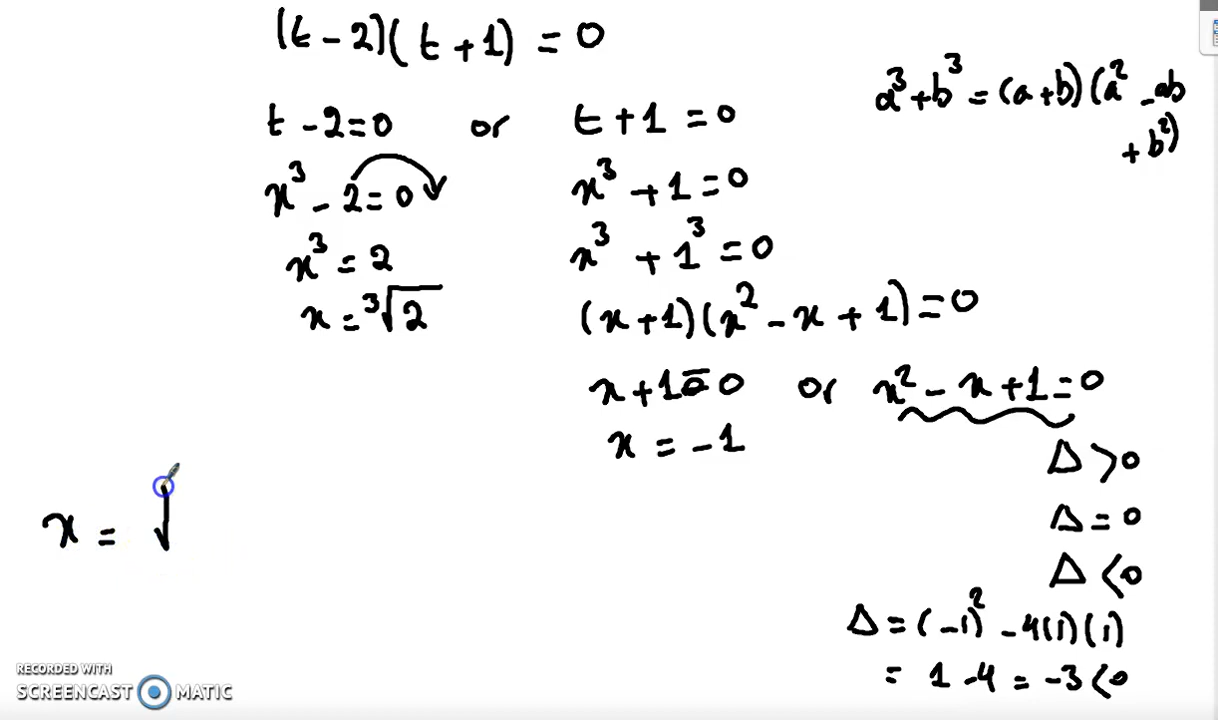 (t - 2)(t + 1) = 0
a³ + b³ = (a + b)(a² - ab
+ b²)
t - 2 = 0 or t + 1 = 0
x³ - 2 = 0 x³ + 1 = 0
x³ = 2 x³ + 1³ = 0
x = ³√2 (x + 1)(x² - x + 1) = 0
x + 1 = 0 or x² - x + 1 = 0
x = -1
Δ > 0
x = √
Δ = 0
Δ < 0
Δ = (-1)² - 4(1)(1)
= 1 - 4 = -3 < 0
RECORDED WITH
SCREENCAST MATIC